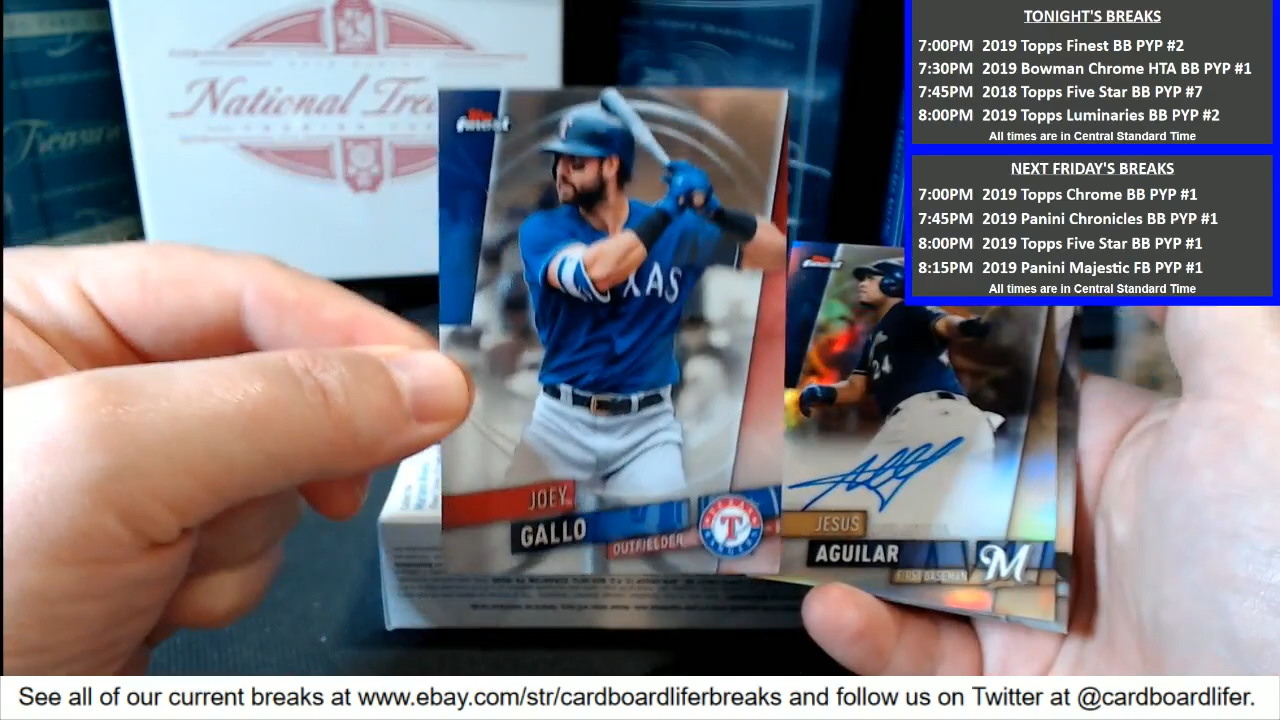 TONIGHT'S BREAKS
7:00PM 2019 Topps Finest BB PYP #2
7:30PM 2019 Bowman Chrome HTA BB PYP #1
7:45PM 2018 Topps Five Star BB PYP #7
8:00PM 2019 Topps Luminaries BB PYP #2
All times are in Central Standard Time
NEXT FRIDAY'S BREAKS
7:00PM 2019 Topps Chrome BB PYP #1
7:45PM 2019 Panini Chronicles BB PYP #1
8:00PM 2019 Topps Five Star BB PYP #1
8:15PM 2019 Panini Majestic FB PYP #1
All times are in Central Standard Time
National
Topps
finest
TEXAS
JOEY
GALLO
OUTFIELDER
T
finest
24
JESUS
AGUILAR
FIRST BASEMAN
M
See all of our current breaks at www.ebay.com/str/cardboardliferbreaks and follow us on Twitter at @cardboardlifer.